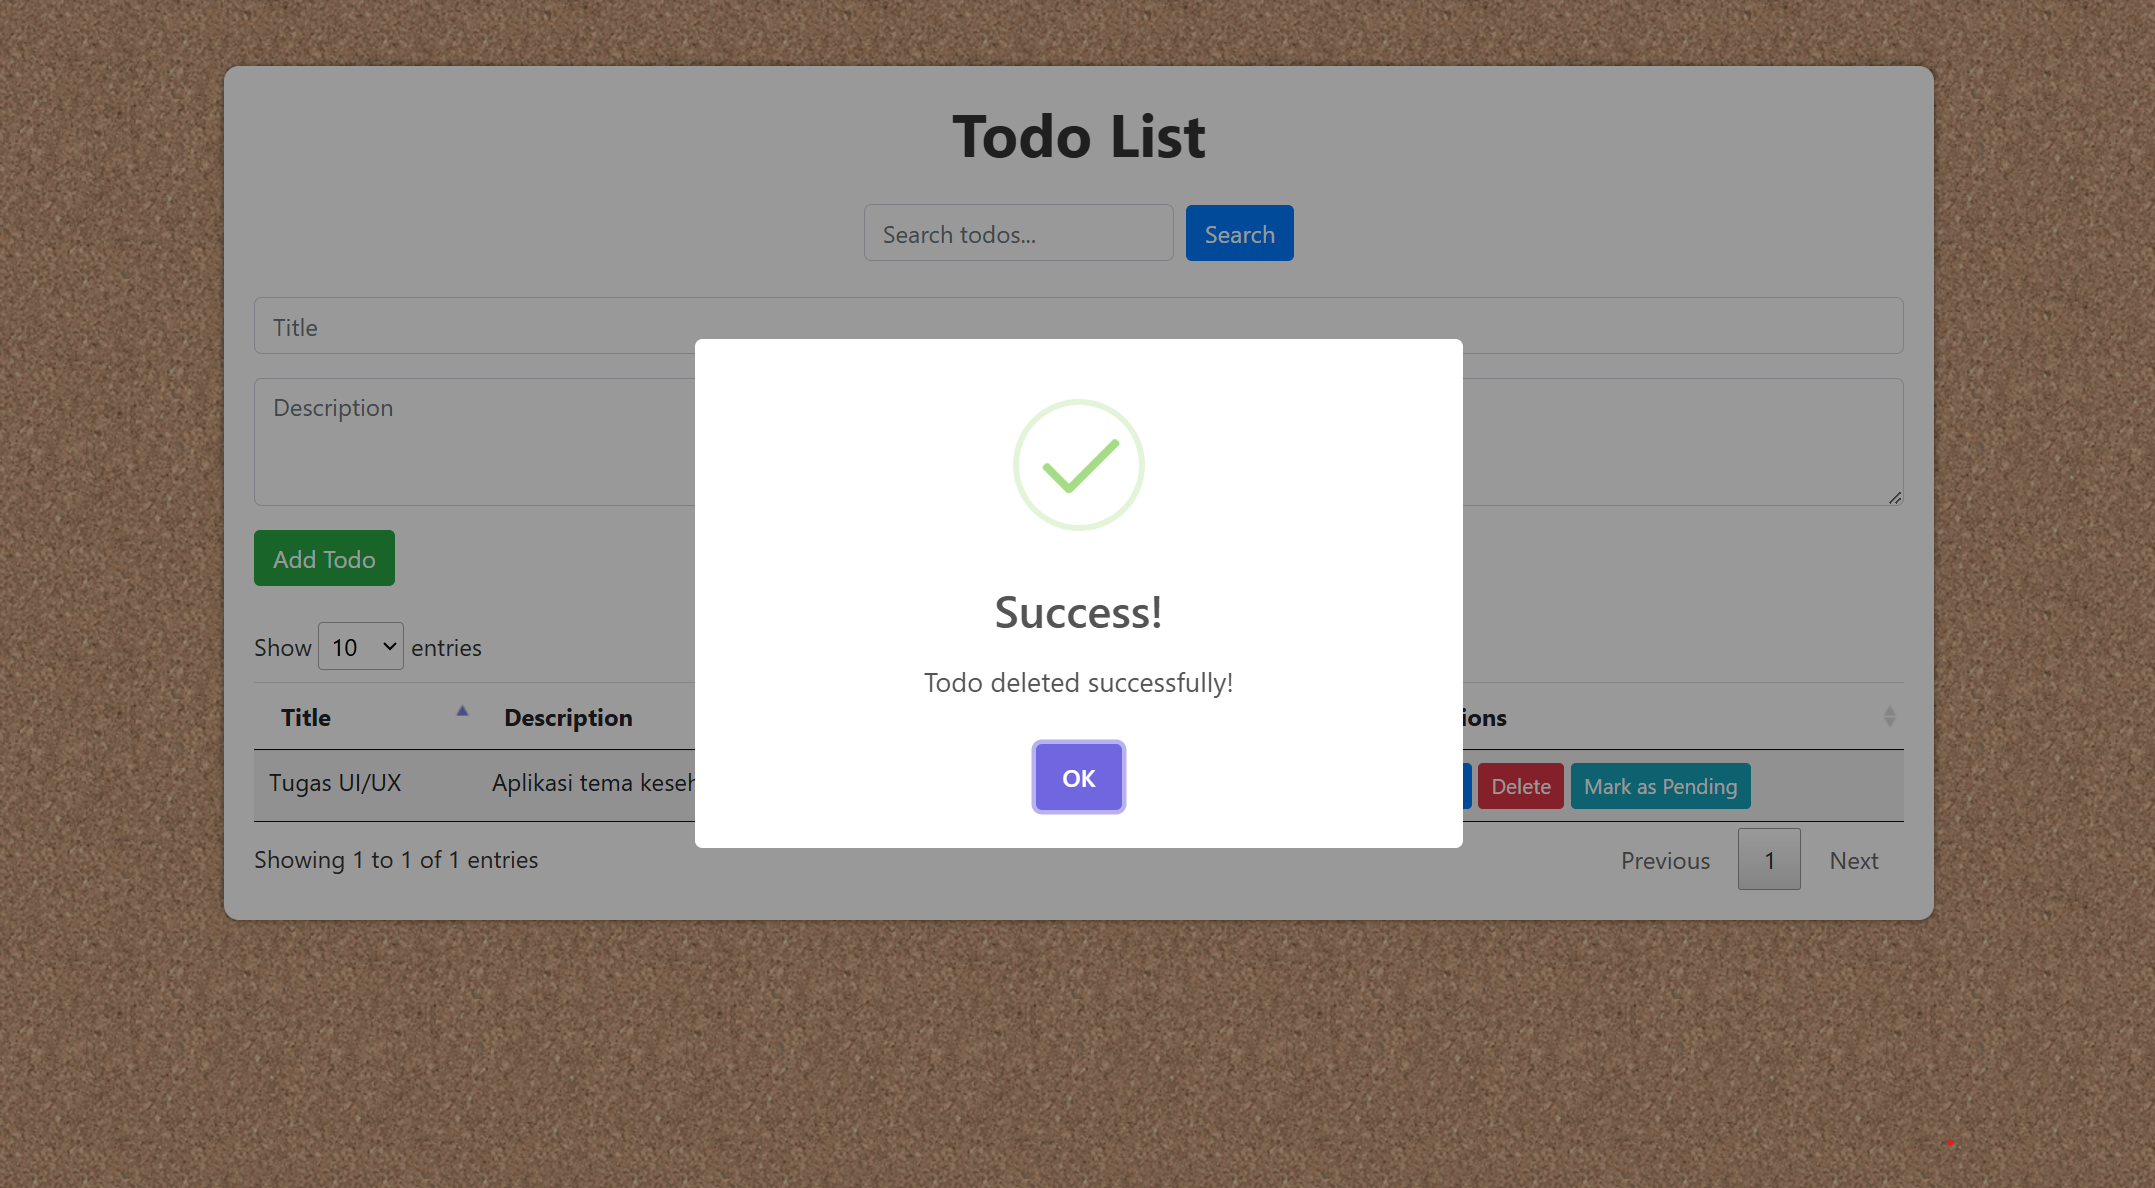 Todo List
Search todos...
Search
Title
Description
Add Todo
Success!
Todo deleted successfully!
OK
Show 10 entries
Title Description
Tugas UI/UX Aplikasi tema Delete Mark as Pending
Showing 1 to 1 of 1 entries
Previous 1 Next